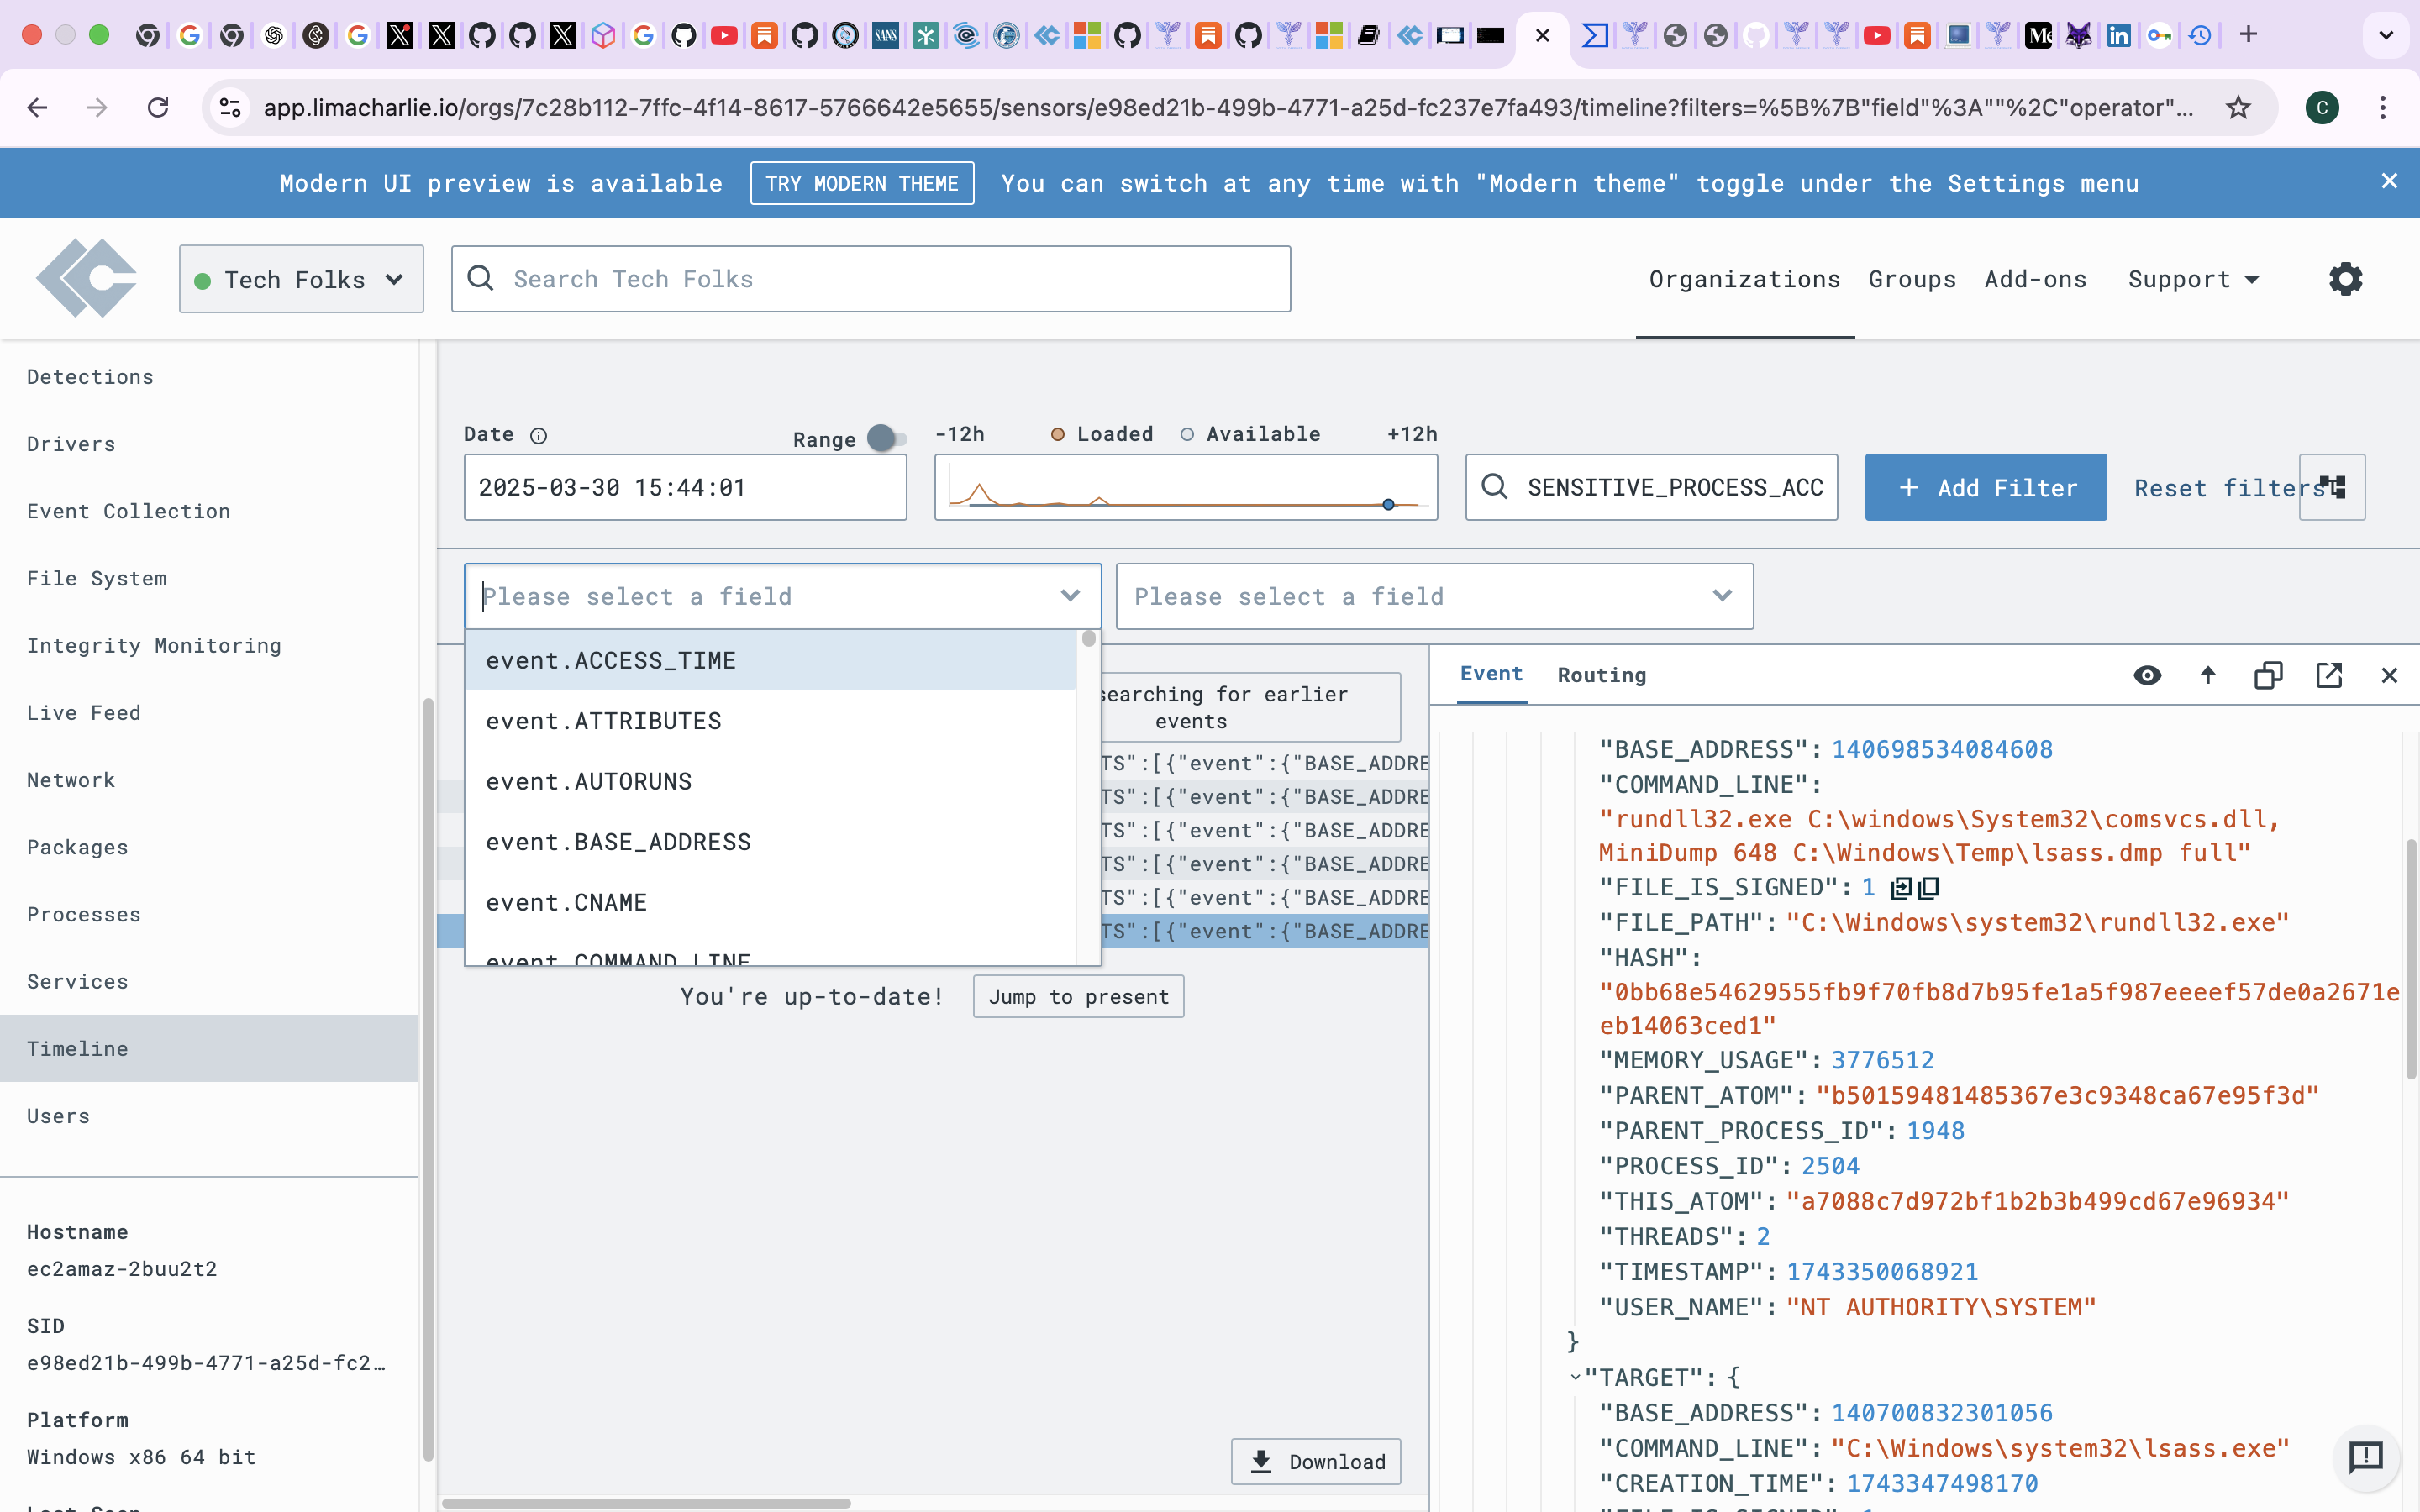 app.limacharlie.io/orgs/7c28b112-7ffc-4f14-8617-5766642e5655/sensors/e98ed21b-499b-4771-a25d-fc237e7fa493/timeline?filters=%5B%7B"field"%3A""%2C"operator"...
C
Modern UI preview is available
TRY MODERN THEME
You can switch at any time with "Modern theme" toggle under the Settings menu
Tech Folks
Search Tech Folks
Organizations
Groups
Add-ons
Support
Detections
Drivers
Event Collection
File System
Integrity Monitoring
Live Feed
Network
Packages
Processes
Services
Timeline
Users
Hostname
ec2amaz-2buu2t2
SID
e98ed21b-499b-4771-a25d-fc2…
Platform
Windows x86 64 bit
Date
Range
-12h
Loaded
Available
+12h
2025-03-30 15:44:01
SENSITIVE_PROCESS_ACC
+ Add Filter
Reset filters
Please select a field
Please select a field
event.ACCESS_TIME
event.ATTRIBUTES
event.AUTORUNS
event.BASE_ADDRESS
event.CNAME
event.COMMAND_LINE
searching for earlier
events
TS":[{"event":{"BASE_ADDRE
TS":[{"event":{"BASE_ADDRE
TS":[{"event":{"BASE_ADDRE
TS":[{"event":{"BASE_ADDRE
TS":[{"event":{"BASE_ADDRE
TS":[{"event":{"BASE_ADDRE
You're up-to-date!
Jump to present
Download
Event
Routing
"BASE_ADDRESS": 140698534084608
"COMMAND_LINE":
"rundll32.exe C:\windows\System32\comsvcs.dll,
MiniDump 648 C:\Windows\Temp\lsass.dmp full"
"FILE_IS_SIGNED": 1
"FILE_PATH": "C:\Windows\system32\rundll32.exe"
"HASH":
"0bb68e54629555fb9f70fb8d7b95fe1a5f987eeeef57de0a2671e
eb14063ced1"
"MEMORY_USAGE": 3776512
"PARENT_ATOM": "b50159481485367e3c9348ca67e95f3d"
"PARENT_PROCESS_ID": 1948
"PROCESS_ID": 2504
"THIS_ATOM": "a7088c7d972bf1b2b3b499cd67e96934"
"THREADS": 2
"TIMESTAMP": 1743350068921
"USER_NAME": "NT AUTHORITY\SYSTEM"
}
"TARGET": {
"BASE_ADDRESS": 140700832301056
"COMMAND_LINE": "C:\Windows\system32\lsass.exe"
"CREATION_TIME": 1743347498170